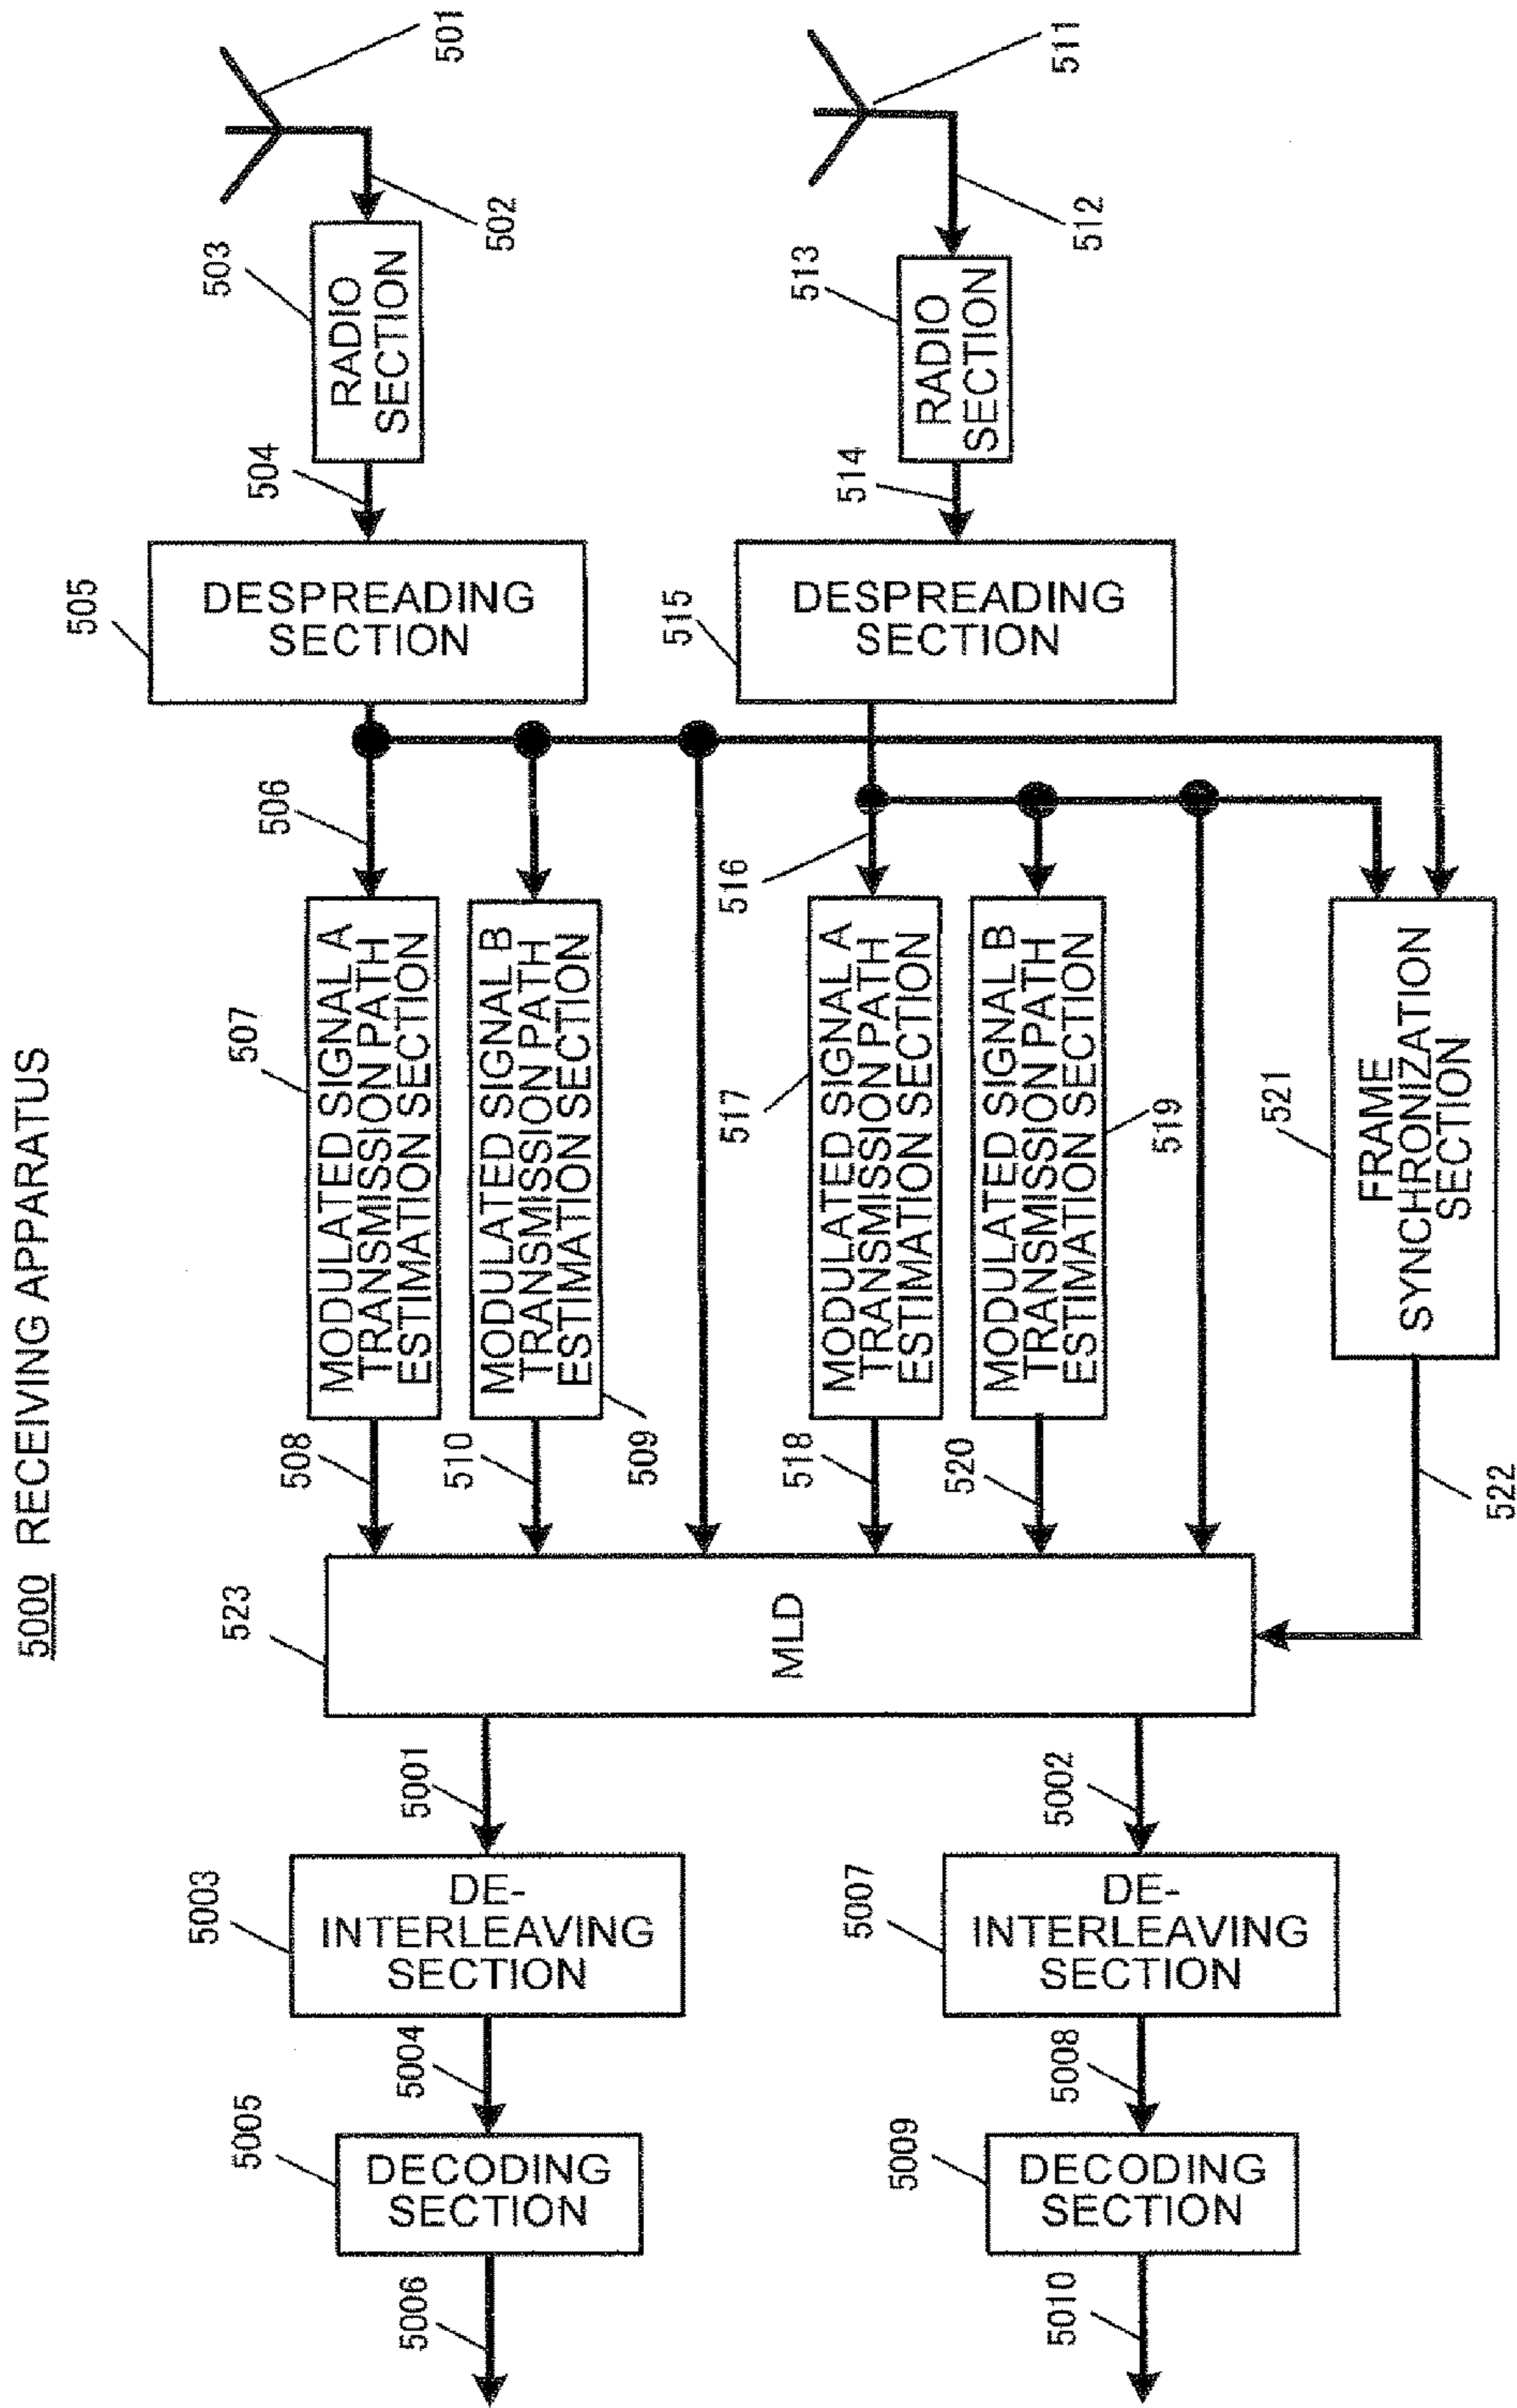 5000 RECEIVING APPARATUS
501
502
503
RADIO
SECTION
504
505
DESPREADING
SECTION
506
507
MODULATED SIGNAL A
TRANSMISSION PATH
ESTIMATION SECTION
508
MODULATED SIGNAL B
TRANSMISSION PATH
ESTIMATION SECTION
509
510
511
512
513
RADIO
SECTION
514
515
DESPREADING
SECTION
516
517
MODULATED SIGNAL A
TRANSMISSION PATH
ESTIMATION SECTION
518
MODULATED SIGNAL B
TRANSMISSION PATH
ESTIMATION SECTION
519
520
521
FRAME
SYNCHRONIZATION
SECTION
522
523
MLD
5001
5002
5003
DE-
INTERLEAVING
SECTION
5004
5005
DECODING
SECTION
5006
5007
DE-
INTERLEAVING
SECTION
5008
5009
DECODING
SECTION
5010